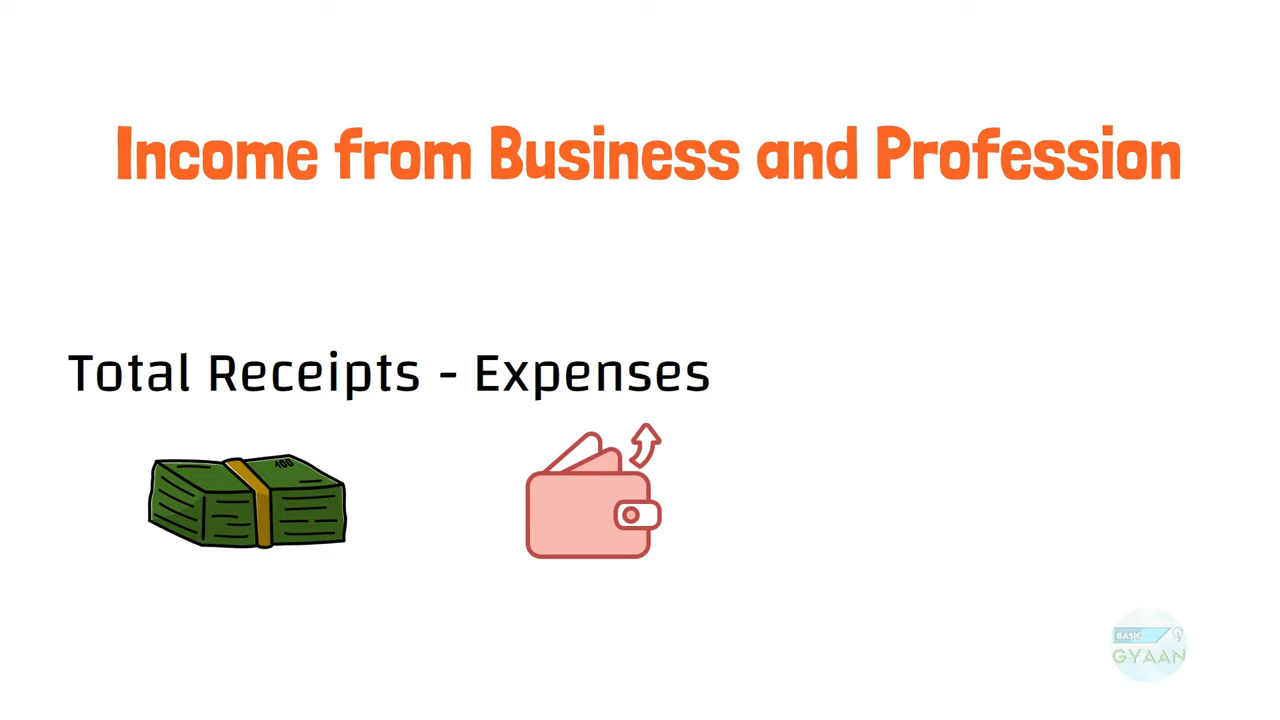 Income from Business and Profession
Total Receipts - Expenses
100
BASIC
GYAAN